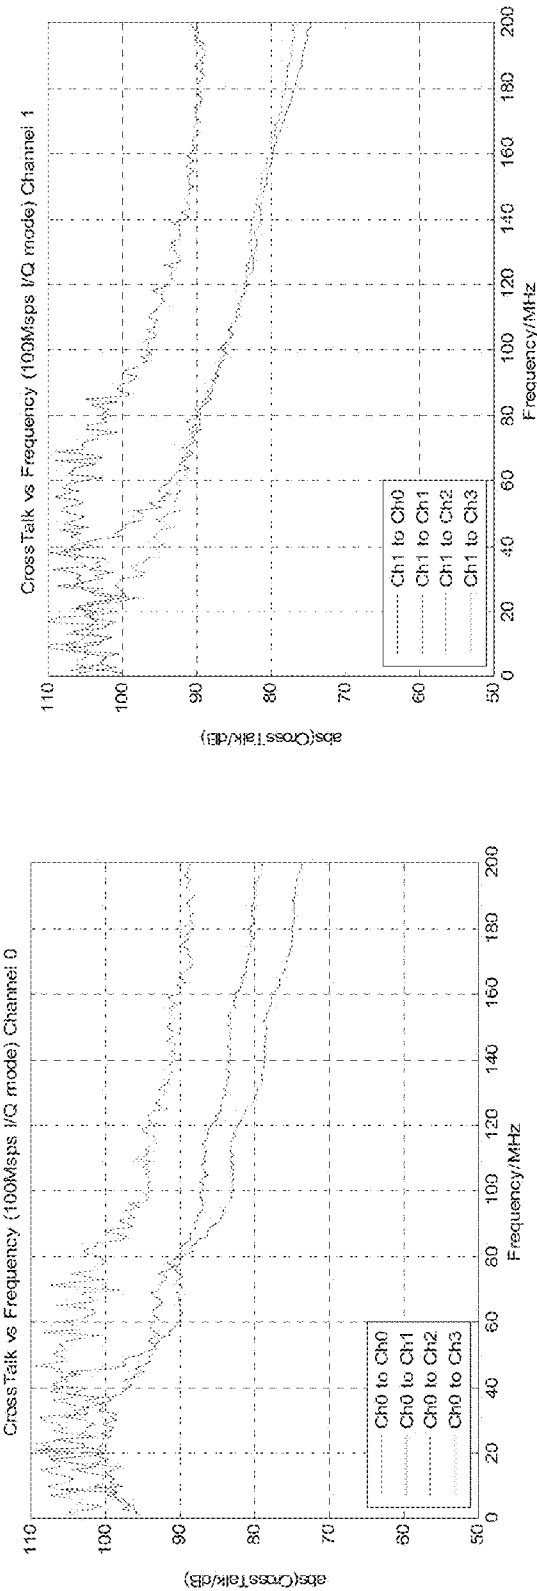 CrossTalk vs Frequency (100Msps I/Q mode) Channel 0
abs(CrossTalk/dB)
110
100
90
80
70
60
50
0
20
40
60
80
100
120
140
160
180
200
Frequency/MHz
Ch0 to Ch0
Ch0 to Ch1
Ch0 to Ch2
Ch0 to Ch3
CrossTalk vs Frequency (100Msps I/Q mode) Channel 1
abs(CrossTalk/dB)
110
100
90
80
70
60
50
0
20
40
60
80
100
120
140
160
180
200
Frequency/MHz
Ch1 to Ch0
Ch1 to Ch1
Ch1 to Ch2
Ch1 to Ch3